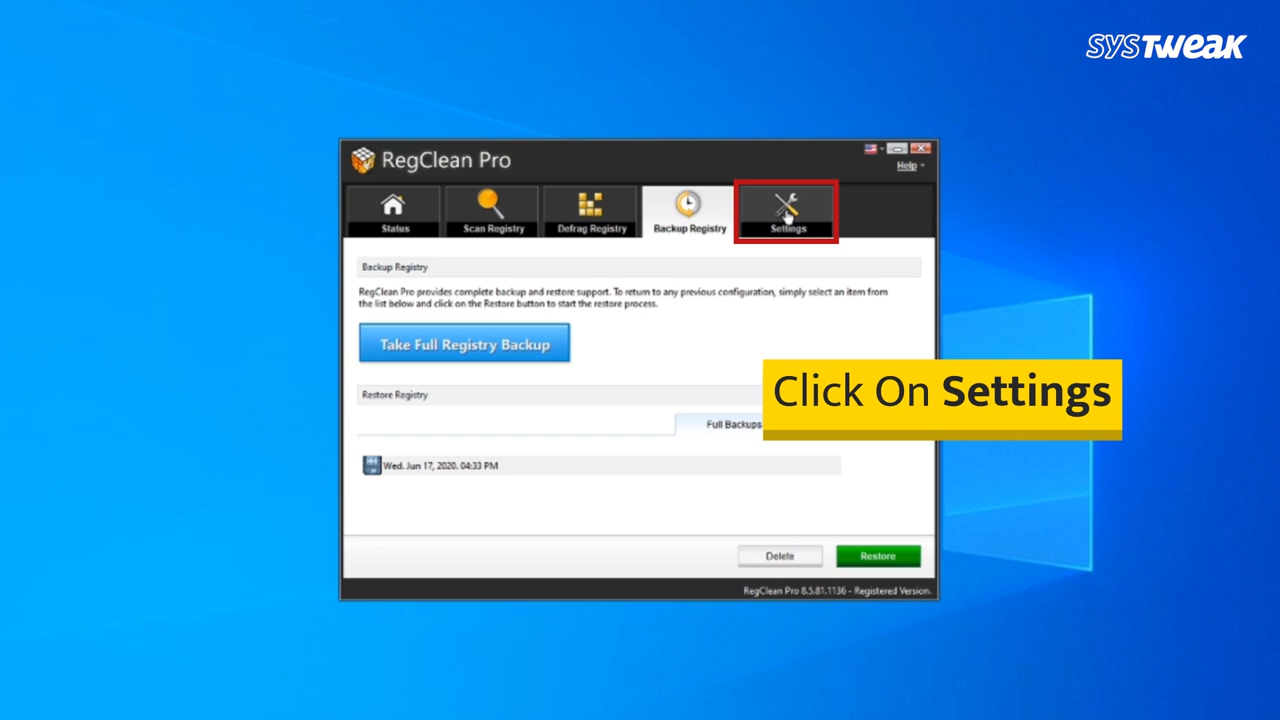 SYSTWEAK
RegClean Pro
Help
Status
Scan Registry
Defrag Registry
Backup Registry
Settings
Backup Registry
RegClean Pro provides complete backup and restore support. To return to any previous configuration, simply select an item from
the list below and click on the Restore button to start the restore process.
Take Full Registry Backup
Click On Settings
Restore Registry
Full Backups
Wed. Jun 17, 2020. 04:33 PM
Delete
Restore
RegClean Pro 8.5.81.1136 - Registered Version.